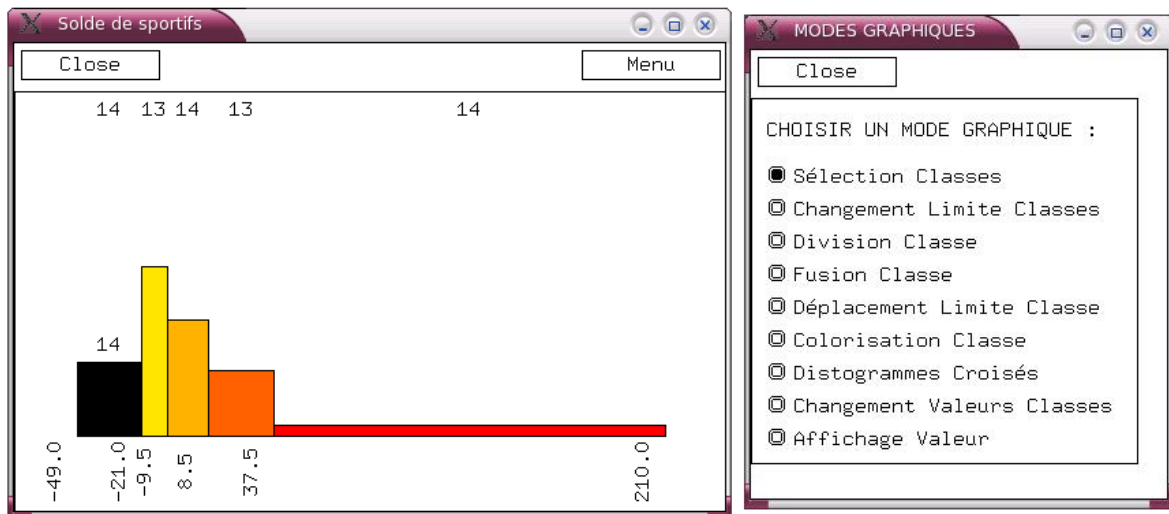 Solde de sportifs
Close
Menu
14 13 14 13 14
14
-49.0 -21.0 -9.5 8.5 37.5 210.0
MODES GRAPHIQUES
Close
CHOISIR UN MODE GRAPHIQUE :
Sélection Classes
Changement Limite Classes
Division Classe
Fusion Classe
Déplacement Limite Classe
Colorisation Classe
Distogrammes Croisés
Changement Valeurs Classes
Affichage Valeur